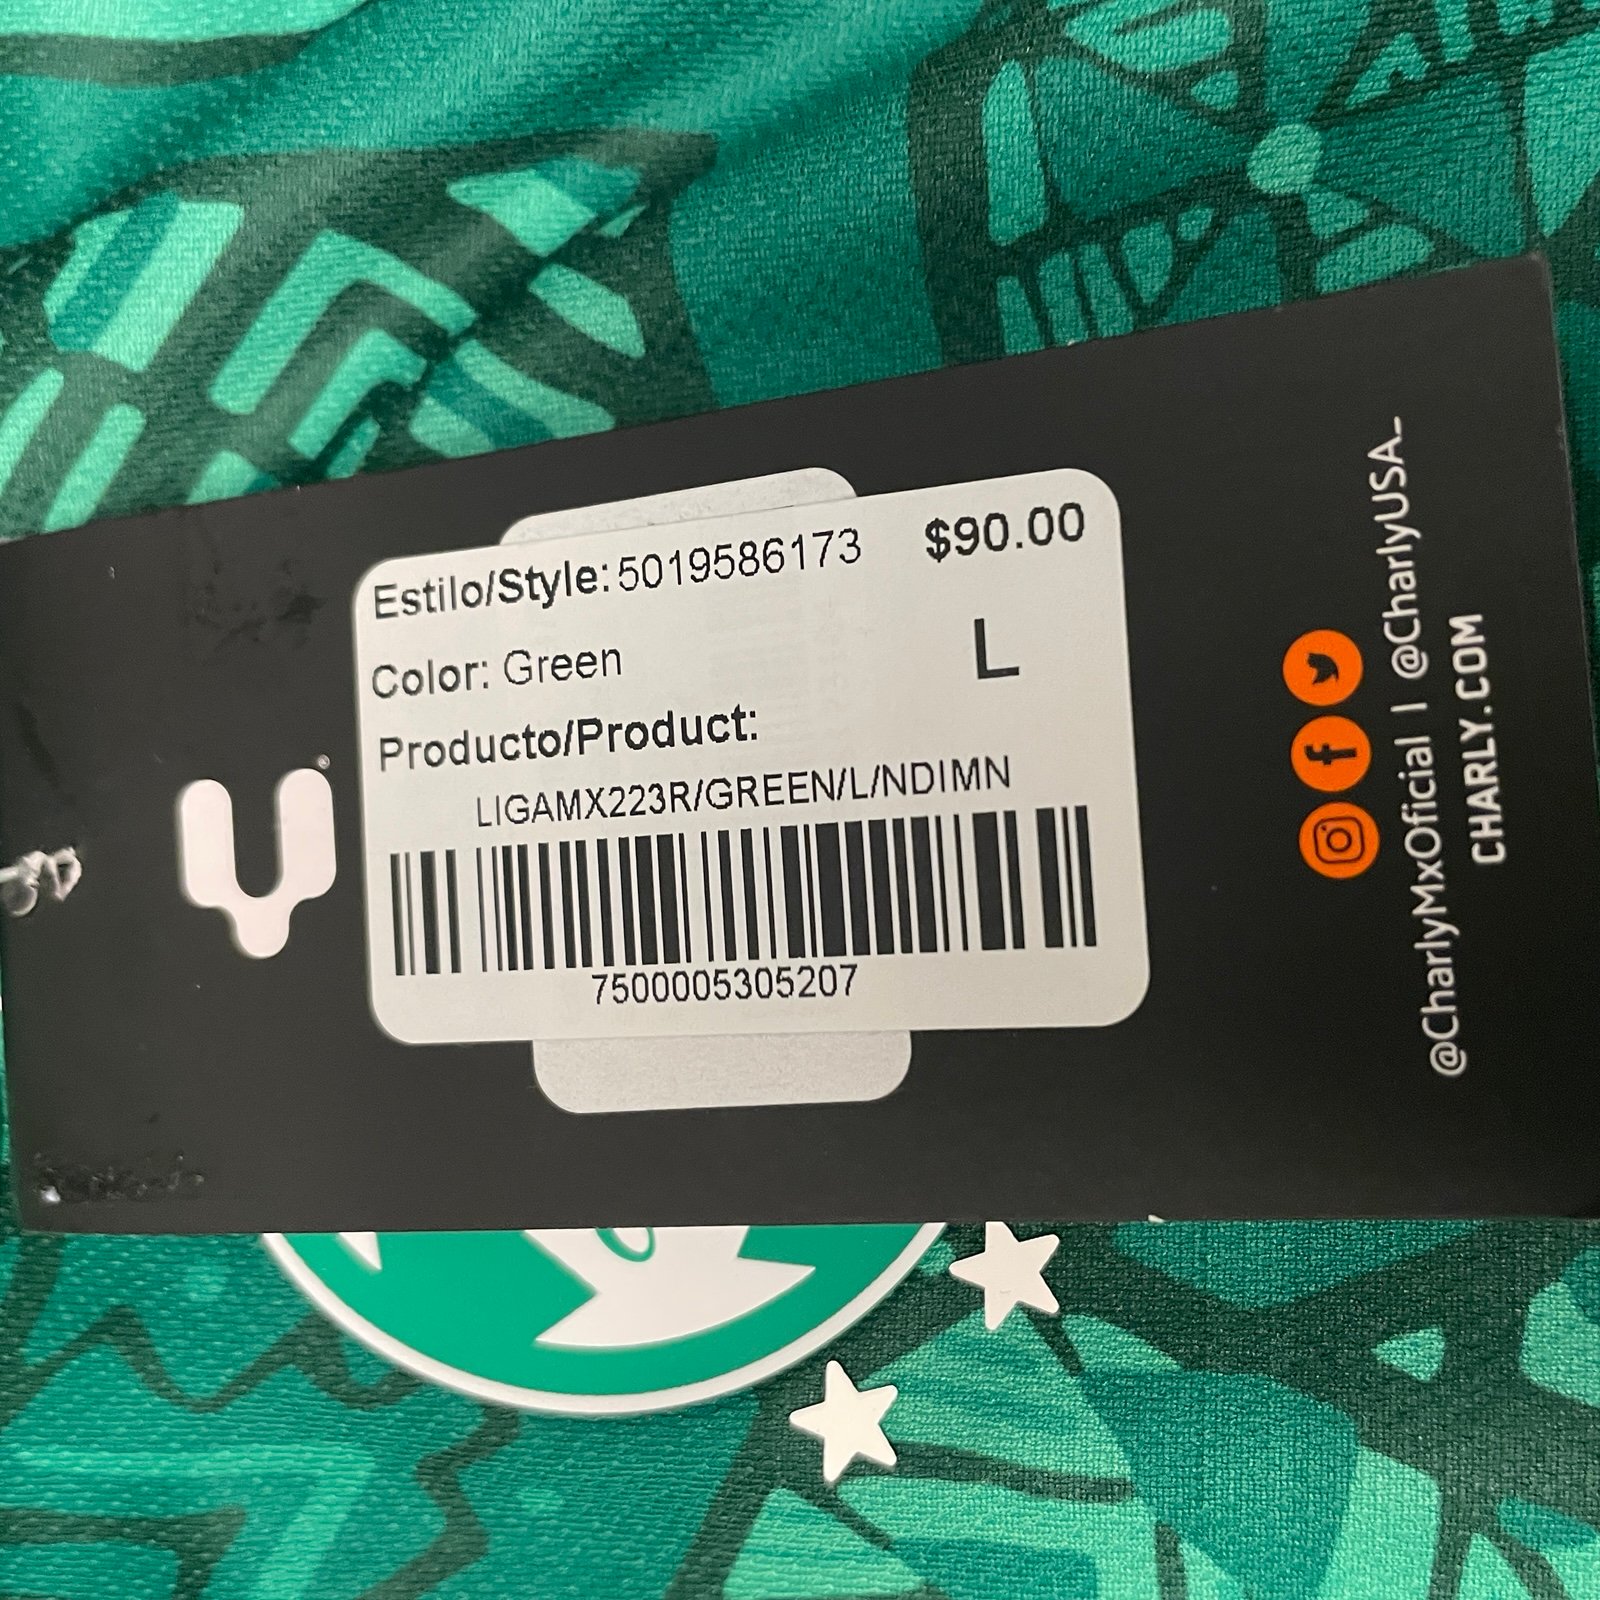 Estilo/Style: 5019586173 $90.00
Color: Green L
Producto/Product:
LIGAMX223R/GREEN/L/NDIMN
7500005305207
@CharlyMxOficial | @CharlyUSA_
CHARLY.COM